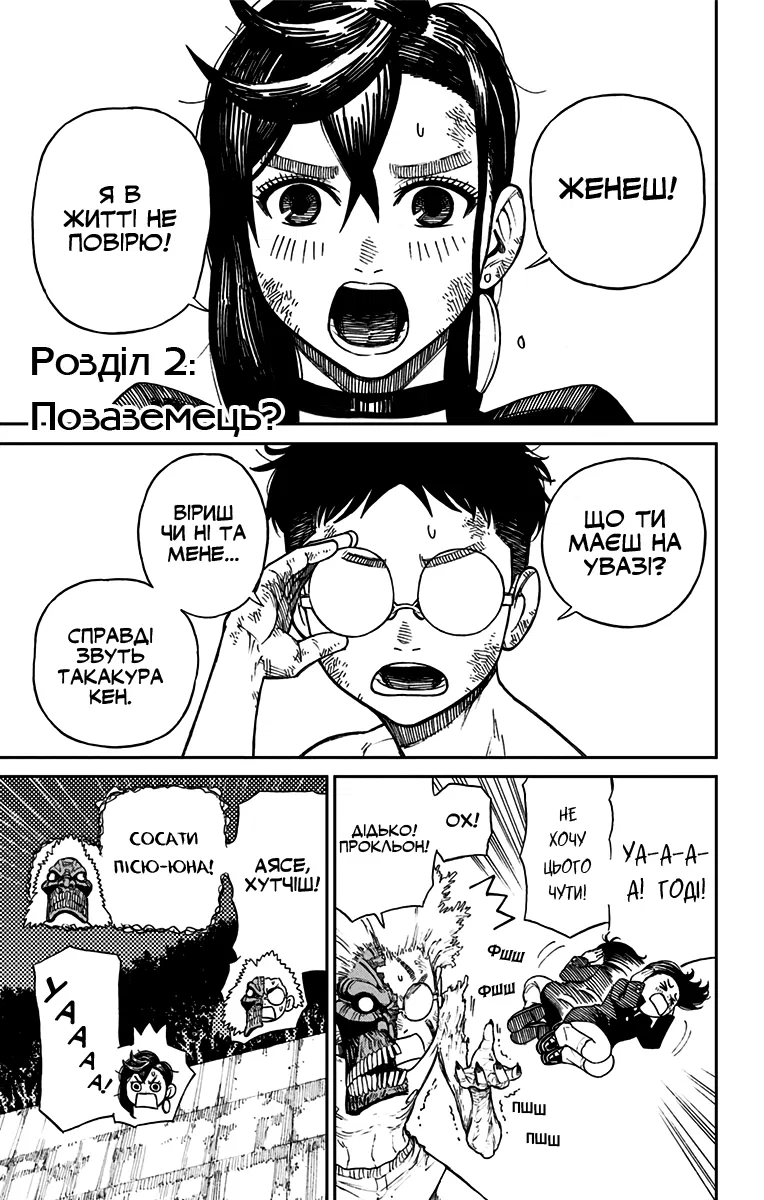 ЖЕНЕШ!
Я В
ЖИТТІ НЕ
ПОВІРЮ!
Розділ 2:
Позаземець?
ЩО ТИ
МАЄШ НА
УВАЗІ?
ВІРИШ
ЧИ НІ ТА
МЕНЕ...
СПРАВДІ
ЗВУТЬ
ТАКАКУРА
КЕН.
УА-А-А-
А! ГОДІ!
НЕ
ХОЧУ
ЦЬОГО
ЧУТИ!
ОХ!
ДІДЬКО!
ПРОКЛЬОН!
ФШШ
ФШШ
ПШШ
ПШШ
АЯСЕ,
ХУТЧІШ!
СОСАТИ
ПІСЮ-ЮНА!
УАААА!